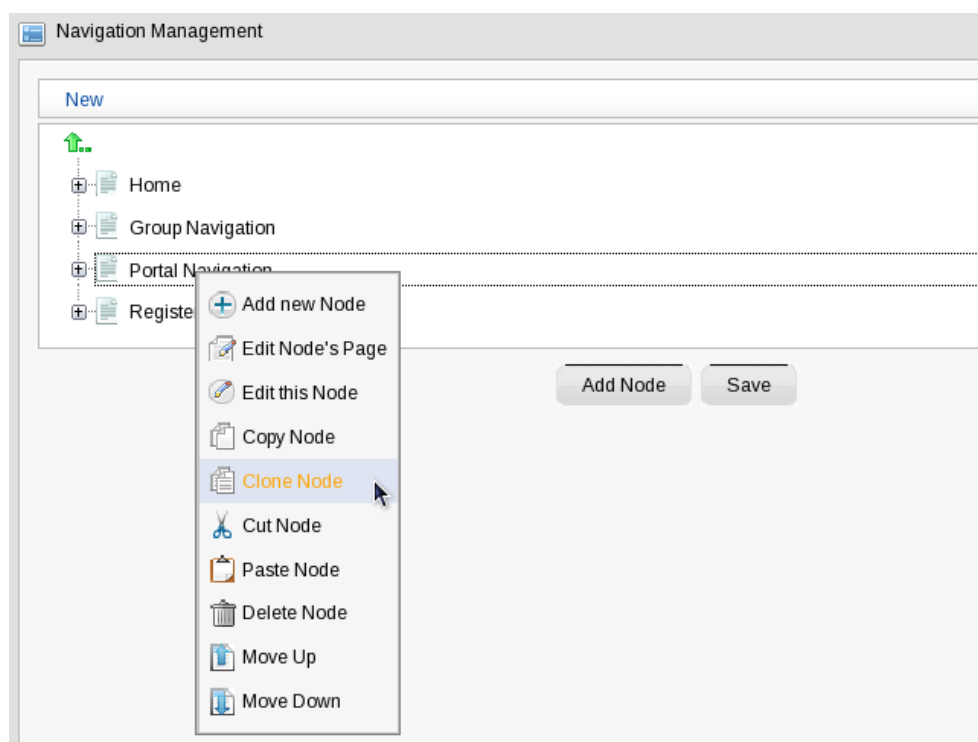 Navigation Management
New
Home
Group Navigation
Portal Navigation
Registe
Add new Node
Edit Node's Page
Edit this Node
Copy Node
Clone Node
Cut Node
Paste Node
Delete Node
Move Up
Move Down
Add Node
Save